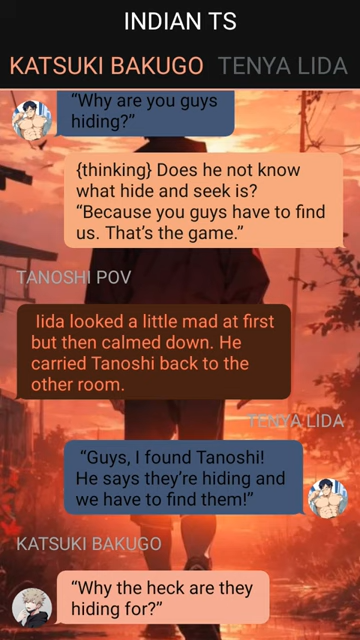 INDIAN TS
KATSUKI BAKUGO TENYA LIDA
“Why are you guys
hiding?”
{thinking} Does he not know
what hide and seek is?
“Because you guys have to find
us. That’s the game.”
TANOSHI POV
Iida looked a little mad at first
but then calmed down. He
carried Tanoshi back to the
other room.
TENYA LIDA
“Guys, I found Tanoshi!
He says they’re hiding and
we have to find them!”
KATSUKI BAKUGO
“Why the heck are they
hiding for?”